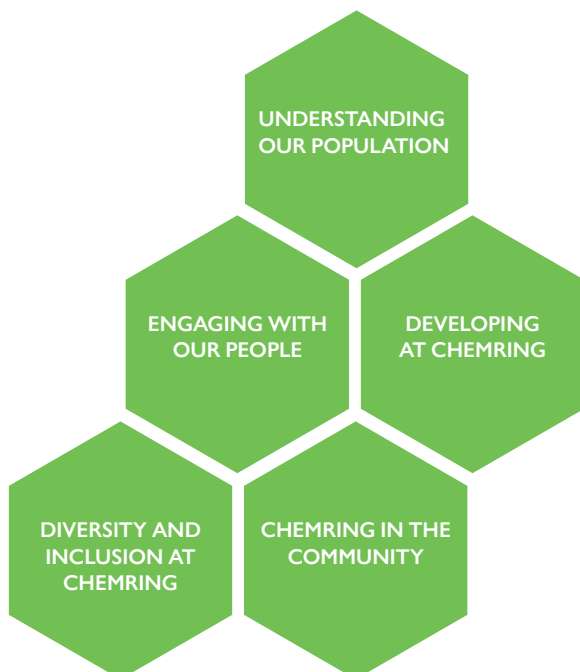 UNDERSTANDING
OUR POPULATION
ENGAGING WITH
OUR PEOPLE
DEVELOPING
AT CHEMRING
DIVERSITY AND
INCLUSION AT
CHEMRING
CHEMRING IN THE
COMMUNITY